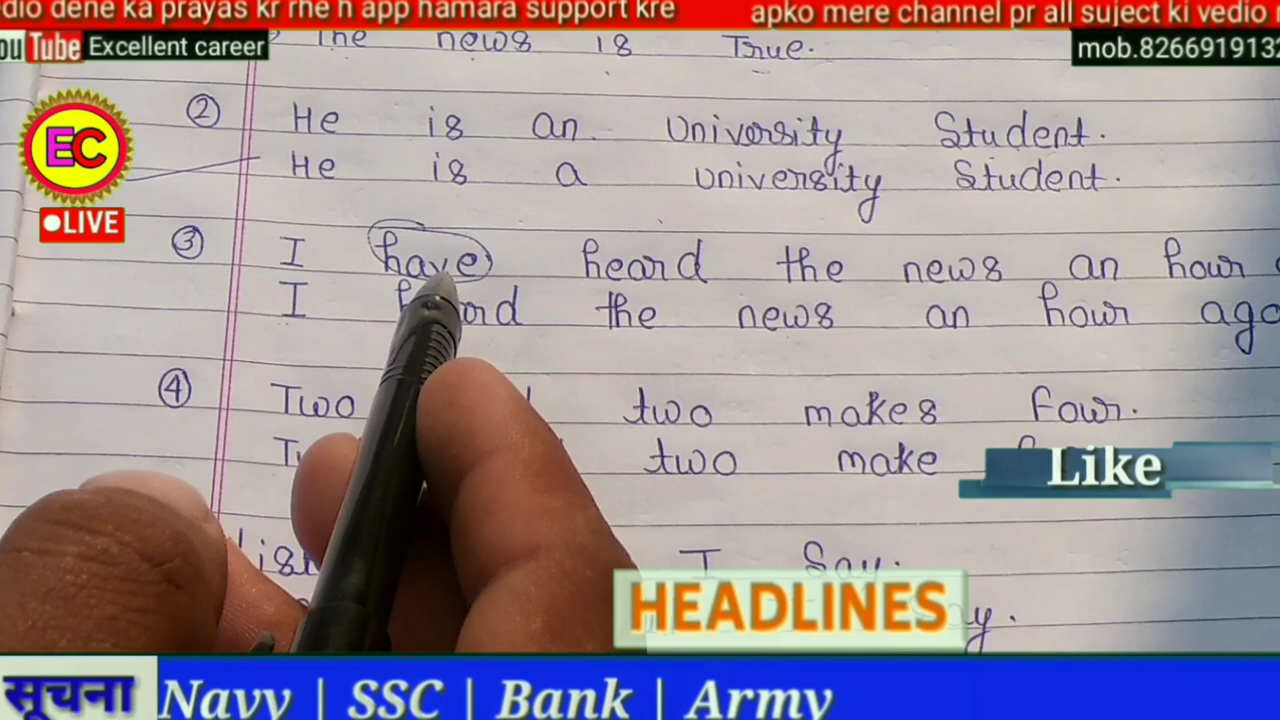 dio dene ka prayas kr rhe h app hamara support kre apko mere channel pr all suject ki vedio
You Tube Excellent career
mob.8266919132
the news is True.
② He is an University Student.
He is a university Student.
EC
LIVE
③ I have heard the news an hour
I heard the news an hour ago
④ Two two makes Four.
two make
Like
I Say.
HEADLINES
सूचना Navy | SSC | Bank | Army